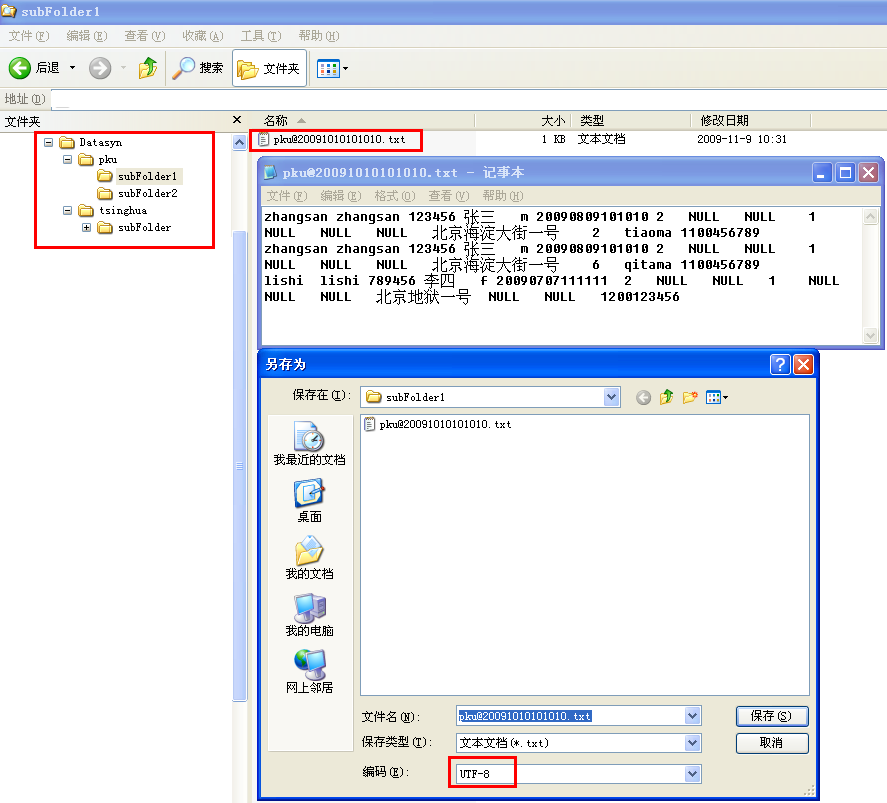 subFolder1
文件(F) 编辑(E) 查看(V) 收藏(A) 工具(T) 帮助(H)
后退 搜索 文件夹
地址(D)
文件夹 名称 大小 类型 修改日期
pku@20091010101010.txt 1 KB 文本文档 2009-11-9 10:31
Datasyn
pku
subFolder1
subFolder2
tsinghua
subFolder
pku@20091010101010.txt - 记事本
文件(F) 编辑(E) 格式(O) 查看(V) 帮助(H)
zhangsan zhangsan 123456 张三 m 20090809101010 2 NULL NULL 1
NULL NULL NULL 北京海淀大街一号 2 tiaoma 1100456789
zhangsan zhangsan 123456 张三 m 20090809101010 2 NULL NULL 1
NULL NULL NULL 北京海淀大街一号 6 qitama 1100456789
lishi lishi 789456 李四 f 20090707111111 2 NULL NULL 1 NULL
NULL NULL 北京地狱一号 NULL NULL 1200123456
另存为
保存在(I): subFolder1
pku@20091010101010.txt
我最近的文档
桌面
我的文档
我的电脑
网上邻居
文件名(N): pku@20091010101010.txt 保存(S)
保存类型(T): 文本文档(*.txt) 取消
编码(E): UTF-8